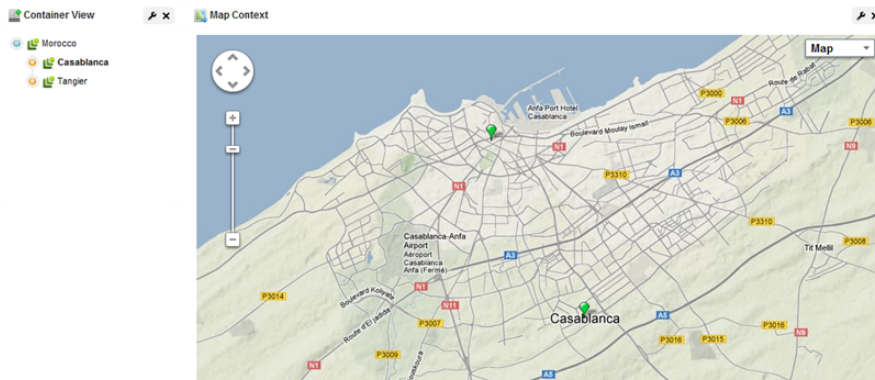 Container View
Map Context
Morocco
Casablanca
Tangier
Map
Anfa Port Hotel
Casablanca
Boulevard Moulay Ismail
Route de Rabat
P3000
N1
A3
P3006
P3006
N1
N9
P3310
A3
N1
P3310
Casablanca-Anfa
Airport
Aéroport
Casablanca
Anfa (Fermé)
A3
Tit Mellil
P3008
N1
P3014
Boulevard Koliyate
N11
Route d'El jadida
P3007
Casablanca
A5
P3016
N9
P3016
P3015
P3009
N1
A5